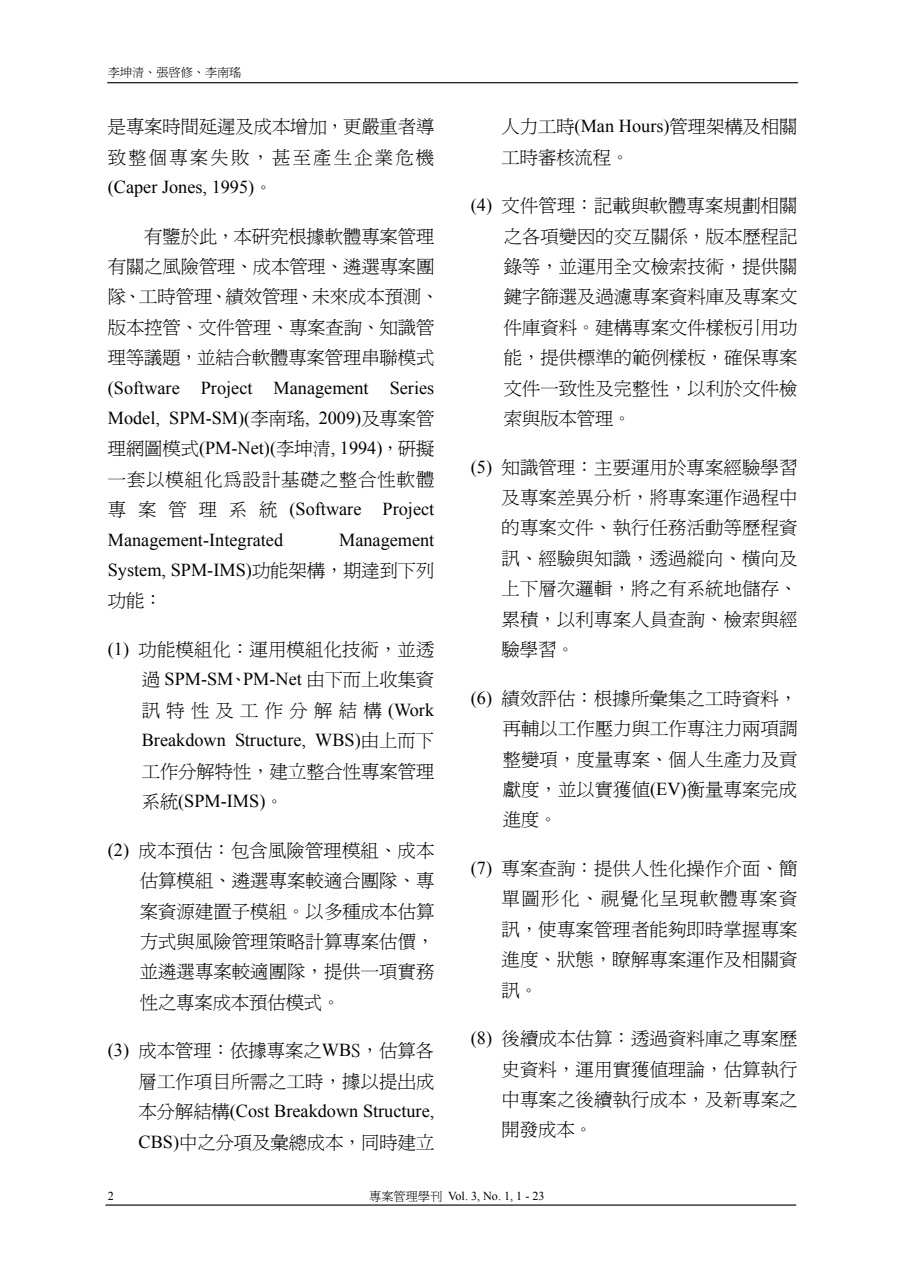 李坤清、張啓修、李南瑤
是專案時間延遲及成本增加，更嚴重者導
致整個專案失敗，甚至產生企業危機
(Caper Jones, 1995)。
有鑒於此，本研究根據軟體專案管理
有關之風險管理、成本管理、遴選專案團
隊、工時管理、績效管理、未來成本預測、
版本控管、文件管理、專案查詢、知識管
理等議題，並結合軟體專案管理串聯模式
(Software Project Management Series
Model, SPM-SM)(李南瑤, 2009)及專案管
理網圖模式(PM-Net)(李坤清, 1994)，研擬
一套以模組化爲設計基礎之整合性軟體
專案管理系統 (Software Project
Management-Integrated Management
System, SPM-IMS)功能架構，期達到下列
功能：
(1) 功能模組化：運用模組化技術，並透
過 SPM-SM、PM-Net 由下而上收集資
訊特性及工作分解結構 (Work
Breakdown Structure, WBS)由上而下
工作分解特性，建立整合性專案管理
系統(SPM-IMS)。
(2) 成本預估：包含風險管理模組、成本
估算模組、遴選專案較適合團隊、專
案資源建置子模組。以多種成本估算
方式與風險管理策略計算專案估價，
並遴選專案較適團隊，提供一項實務
性之專案成本預估模式。
(3) 成本管理：依據專案之WBS，估算各
層工作項目所需之工時，據以提出成
本分解結構(Cost Breakdown Structure,
CBS)中之分項及彙總成本，同時建立
人力工時(Man Hours)管理架構及相關
工時審核流程。
(4) 文件管理：記載與軟體專案規劃相關
之各項變因的交互關係，版本歷程記
錄等，並運用全文檢索技術，提供關
鍵字篩選及過濾專案資料庫及專案文
件庫資料。建構專案文件樣板引用功
能，提供標準的範例樣板，確保專案
文件一致性及完整性，以利於文件檢
索與版本管理。
(5) 知識管理：主要運用於專案經驗學習
及專案差異分析，將專案運作過程中
的專案文件、執行任務活動等歷程資
訊、經驗與知識，透過縱向、橫向及
上下層次邏輯，將之有系統地儲存、
累積，以利專案人員查詢、檢索與經
驗學習。
(6) 績效評估：根據所彙集之工時資料，
再輔以工作壓力與工作專注力兩項調
整變項，度量專案、個人生產力及貢
獻度，並以實獲值(EV)衡量專案完成
進度。
(7) 專案查詢：提供人性化操作介面、簡
單圖形化、視覺化呈現軟體專案資
訊，使專案管理者能夠即時掌握專案
進度、狀態，瞭解專案運作及相關資
訊。
(8) 後續成本估算：透過資料庫之專案歷
史資料，運用實獲值理論，估算執行
中專案之後續執行成本，及新專案之
開發成本。
2 專案管理學刊 Vol. 3, No. 1, 1 - 23